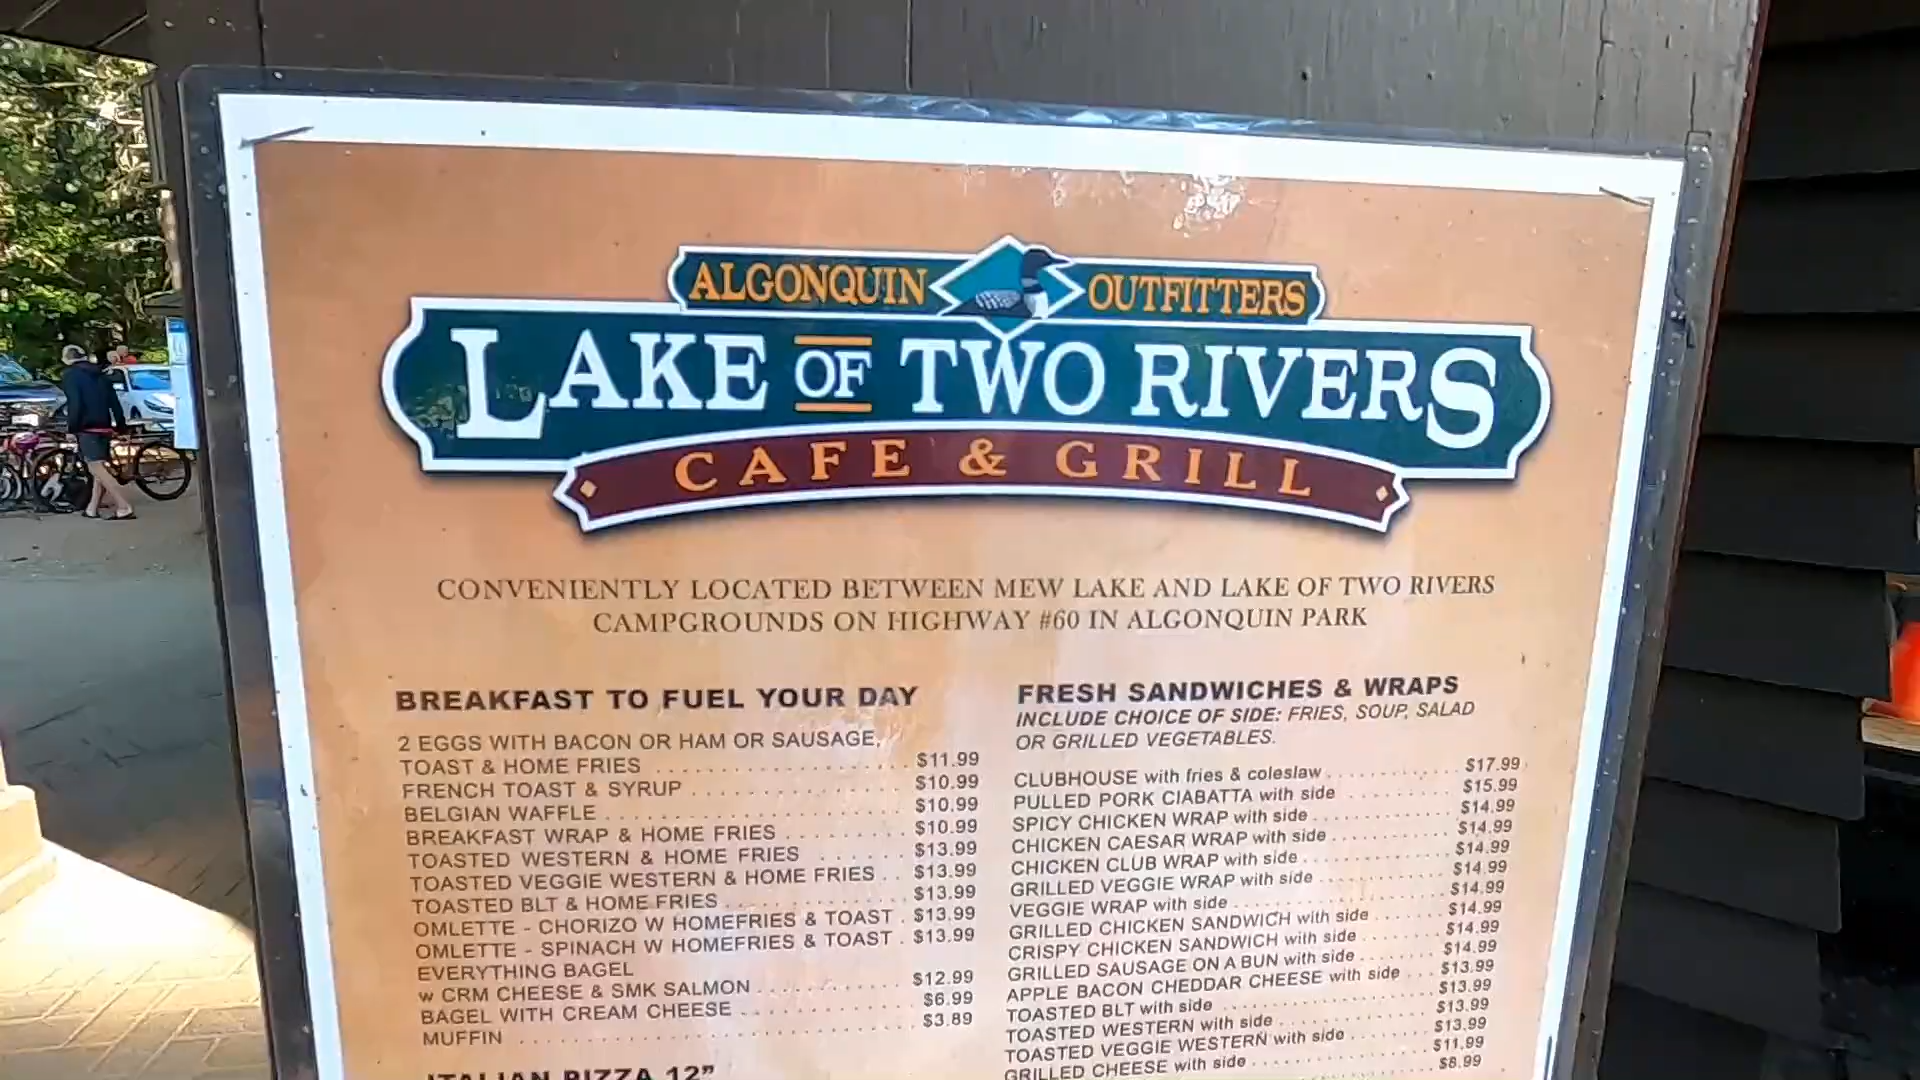 ALGONQUIN OUTFITTERS
LAKE OF TWO RIVERS
CAFE & GRILL
CONVENIENTLY LOCATED BETWEEN MEW LAKE AND LAKE OF TWO RIVERS
CAMPGROUNDS ON HIGHWAY #60 IN ALGONQUIN PARK
BREAKFAST TO FUEL YOUR DAY
2 EGGS WITH BACON OR HAM OR SAUSAGE,
TOAST & HOME FRIES $11.99
FRENCH TOAST & SYRUP $10.99
BELGIAN WAFFLE $10.99
BREAKFAST WRAP & HOME FRIES $10.99
TOASTED WESTERN & HOME FRIES $13.99
TOASTED VEGGIE WESTERN & HOME FRIES $13.99
TOASTED BLT & HOME FRIES $13.99
OMLETTE - CHORIZO W HOMEFRIES & TOAST $13.99
OMLETTE - SPINACH W HOMEFRIES & TOAST $13.99
EVERYTHING BAGEL
w CRM CHEESE & SMK SALMON $12.99
BAGEL WITH CREAM CHEESE $6.99
MUFFIN $3.89
ITALIAN PIZZA 12"
FRESH SANDWICHES & WRAPS
INCLUDE CHOICE OF SIDE: FRIES, SOUP, SALAD
OR GRILLED VEGETABLES.
CLUBHOUSE with fries & coleslaw $17.99
PULLED PORK CIABATTA with side $15.99
SPICY CHICKEN WRAP with side $14.99
CHICKEN CAESAR WRAP with side $14.99
CHICKEN CLUB WRAP with side $14.99
GRILLED VEGGIE WRAP with side $14.99
VEGGIE WRAP with side $14.99
GRILLED CHICKEN SANDWICH with side $14.99
CRISPY CHICKEN SANDWICH with side $14.99
GRILLED SAUSAGE ON A BUN with side $14.99
APPLE BACON CHEDDAR CHEESE with side $13.99
TOASTED BLT with side $13.99
TOASTED WESTERN with side $13.99
TOASTED VEGGIE WESTERN with side $13.99
GRILLED CHEESE with side $11.99
$8.99